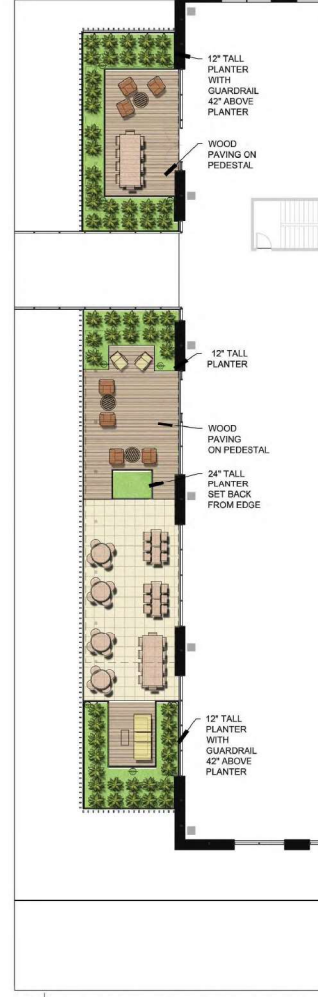 12" TALL
PLANTER
WITH
GUARDRAIL
42" ABOVE
PLANTER
WOOD
PAVING ON
PEDESTAL
12" TALL
PLANTER
WOOD
PAVING
ON PEDESTAL
24" TALL
PLANTER
SET BACK
FROM EDGE
12" TALL
PLANTER
WITH
GUARDRAIL
42" ABOVE
PLANTER